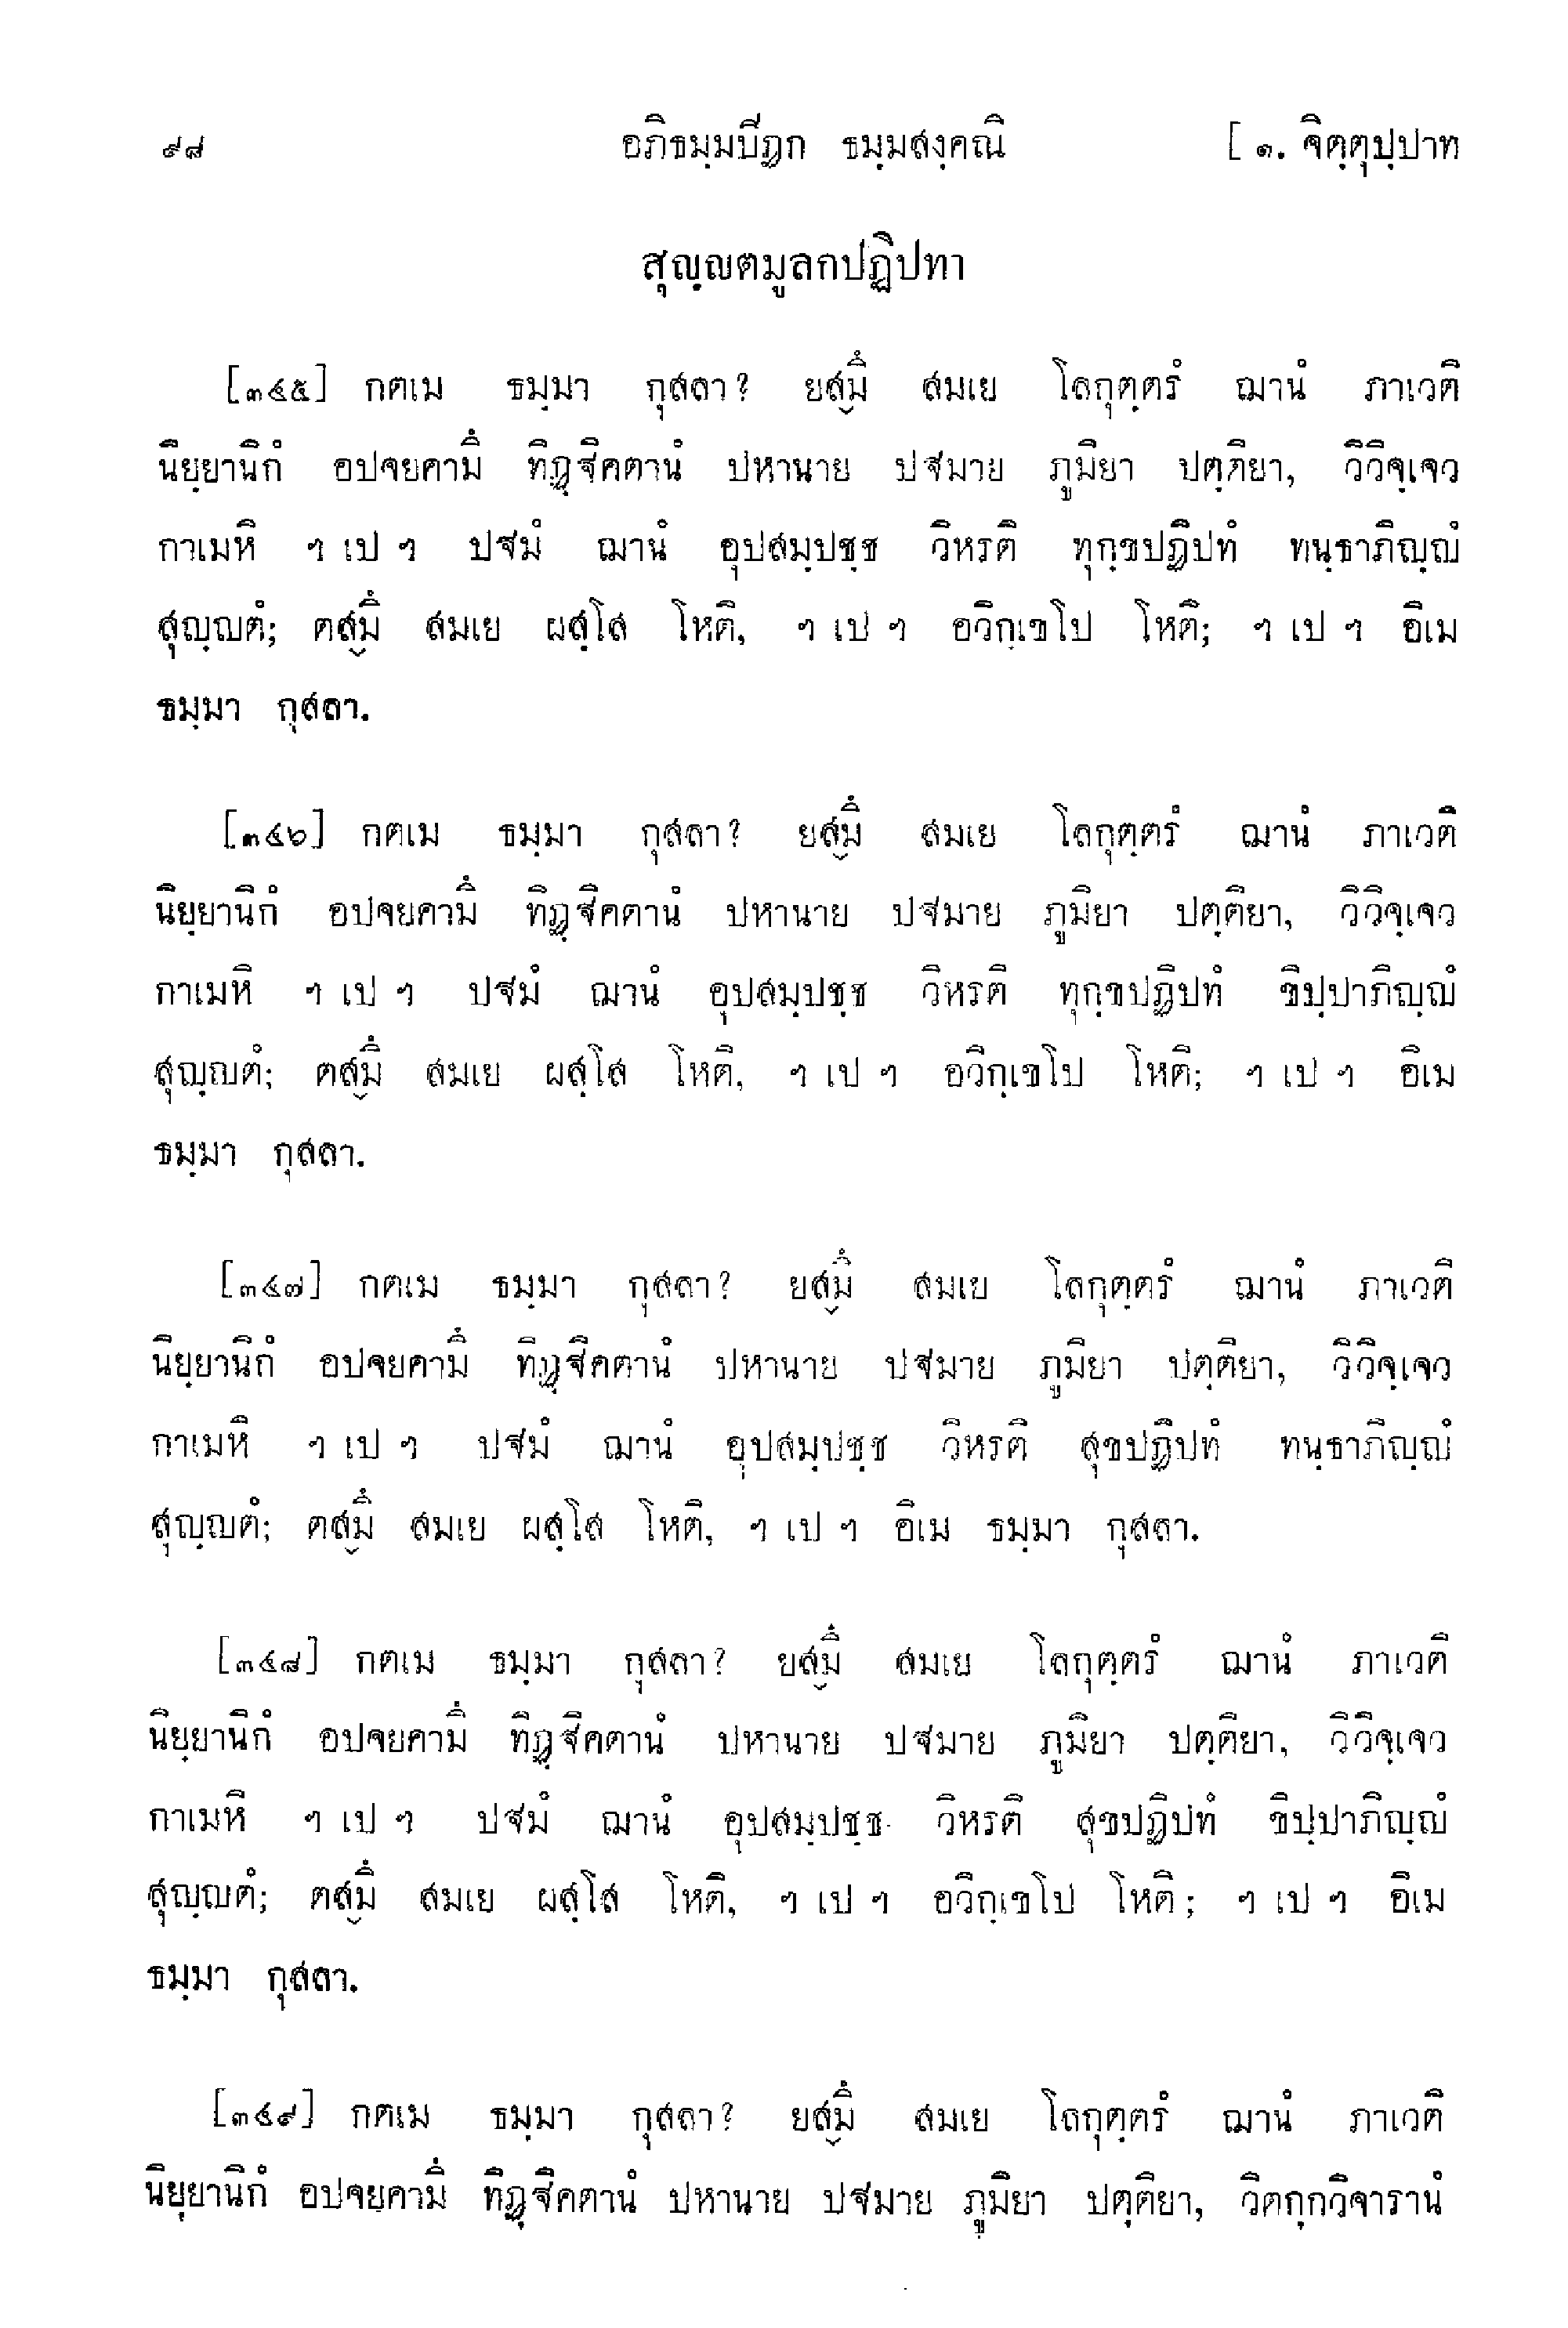 ๙๘ อภิธมฺมปิฏก ธมฺมสงฺคณิ [ ๑. จิตฺตุปฺปาท
สุญฺญตมูลกปฏิปทา
[๓๔๕] กตเม ธมฺมา กุสลา? ยสฺมึ สมเย โลกุตฺตรํ ฌานํ ภาเวติ
นิยฺยานิกํ อปจยคามึ ทิฏฺฐิคตานํ ปหานาย ปฐมาย ภูมิยา ปตฺติยา, วิวิจฺเจว
กาเมหิ ฯ เป ฯ ปฐมํ ฌานํ อุปสมฺปชฺช วิหรติ ทุกฺขปฏิปทํ ทนฺธาภิญฺญํ
สุญฺญตํ; ตสฺมึ สมเย ผสฺโส โหติ, ฯ เป ฯ อวิกฺเขโป โหติ; ฯ เป ฯ อิเม
ธมฺมา กุสลา.
[๓๔๖] กตเม ธมฺมา กุสลา? ยสฺมึ สมเย โลกุตฺตรํ ฌานํ ภาเวติ
นิยฺยานิกํ อปจยคามึ ทิฏฺฐิคตานํ ปหานาย ปฐมาย ภูมิยา ปตฺติยา, วิวิจฺเจว
กาเมหิ ฯ เป ฯ ปฐมํ ฌานํ อุปสมฺปชฺช วิหรติ ทุกฺขปฏิปทํ ขิปฺปาภิญฺญํ
สุญฺญตํ; ตสฺมึ สมเย ผสฺโส โหติ, ฯ เป ฯ อวิกฺเขโป โหติ; ฯ เป ฯ อิเม
ธมฺมา กุสลา.
[๓๔๗] กตเม ธมฺมา กุสลา? ยสฺมึ สมเย โลกุตฺตรํ ฌานํ ภาเวติ
นิยฺยานิกํ อปจยคามึ ทิฏฺฐิคตานํ ปหานาย ปฐมาย ภูมิยา ปตฺติยา, วิวิจฺเจว
กาเมหิ ฯ เป ฯ ปฐมํ ฌานํ อุปสมฺปชฺช วิหรติ สุขปฏิปทํ ทนฺธาภิญฺญํ
สุญฺญตํ; ตสฺมึ สมเย ผสฺโส โหติ, ฯ เป ฯ อิเม ธมฺมา กุสลา.
[๓๔๘] กตเม ธมฺมา กุสลา? ยสฺมึ สมเย โลกุตฺตรํ ฌานํ ภาเวติ
นิยฺยานิกํ อปจยคามึ ทิฏฺฐิคตานํ ปหานาย ปฐมาย ภูมิยา ปตฺติยา, วิวิจฺเจว
กาเมหิ ฯ เป ฯ ปฐมํ ฌานํ อุปสมฺปชฺช วิหรติ สุขปฏิปทํ ขิปฺปาภิญฺญํ
สุญฺญตํ; ตสฺมึ สมเย ผสฺโส โหติ, ฯ เป ฯ อวิกฺเขโป โหติ; ฯ เป ฯ อิเม
ธมฺมา กุสลา.
[๓๔๙] กตเม ธมฺมา กุสลา? ยสฺมึ สมเย โลกุตฺตรํ ฌานํ ภาเวติ
นิยฺยานิกํ อปจยคามึ ทิฏฺฐิคตานํ ปหานาย ปฐมาย ภูมิยา ปตฺติยา, วิตกฺกวิจารานํ